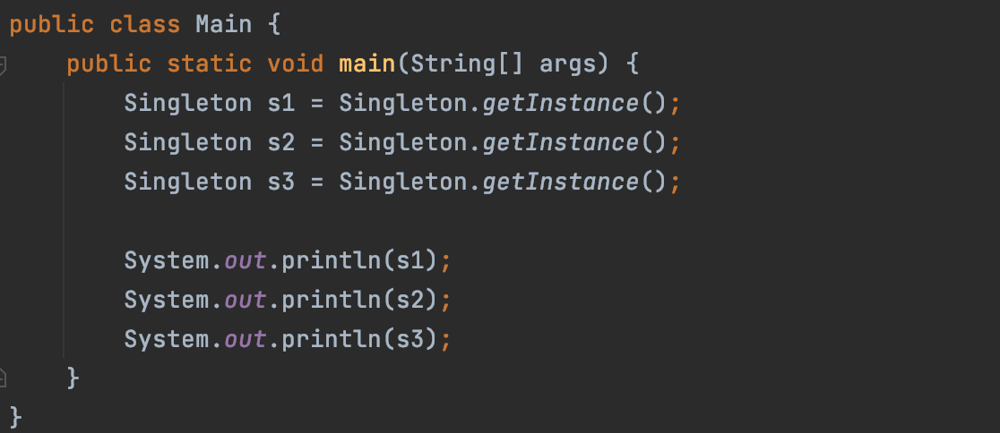 public class Main {
    public static void main(String[] args) {
        Singleton s1 = Singleton.getInstance();
        Singleton s2 = Singleton.getInstance();
        Singleton s3 = Singleton.getInstance();

        System.out.println(s1);
        System.out.println(s2);
        System.out.println(s3);
    }
}